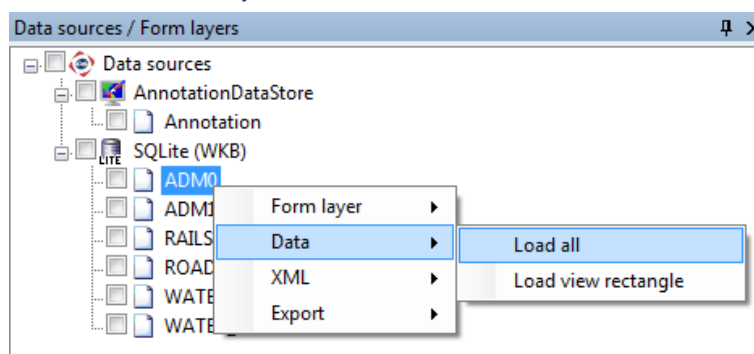 Data sources / Form layers
Data sources
AnnotationDataStore
Annotation
LITE SQLite (WKB)
ADM0
ADM1
Form layer
RAILS
Data
Load all
ROAD
XML
Load view rectangle
WATE
Export
WATE